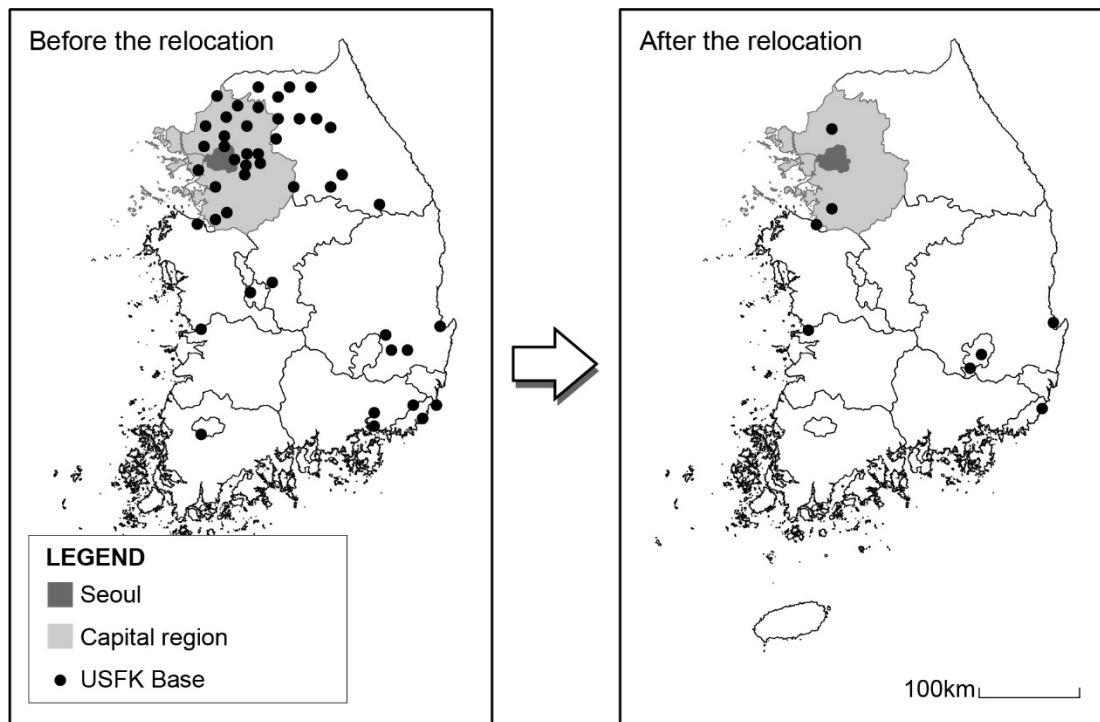 Before the relocation
After the relocation
LEGEND
Seoul
Capital region
USFK Base
100km